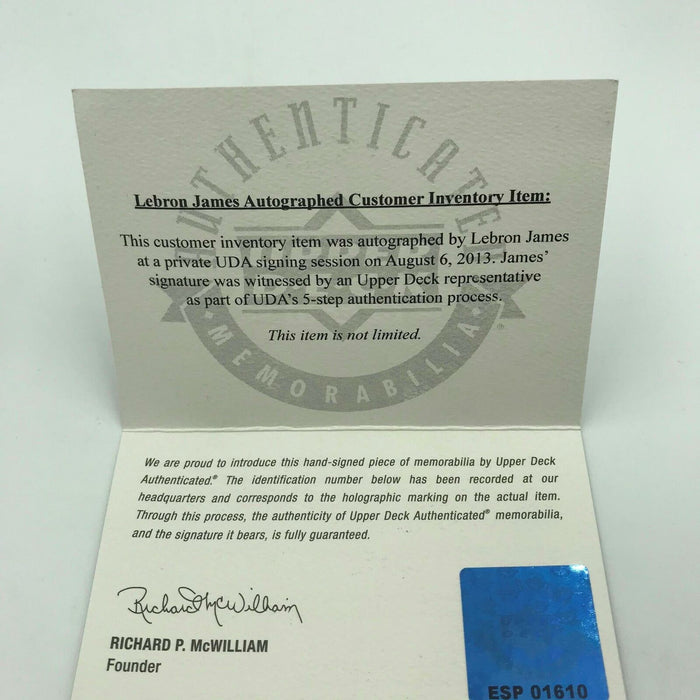 AUTHENTICATED
Lebron James Autographed Customer Inventory Item:
This customer inventory item was autographed by Lebron James
at a private UDA signing session on August 6, 2013. James'
signature was witnessed by an Upper Deck representative
as part of UDA's 5-step authentication process.
This item is not limited.
MEMORABILIA
®
We are proud to introduce this hand-signed piece of memorabilia by Upper Deck
Authenticated.® The identification number below has been recorded at our
headquarters and corresponds to the holographic marking on the actual item.
Through this process, the authenticity of Upper Deck Authenticated® memorabilia,
and the signature it bears, is fully guaranteed.
Richard P. McWilliam
RICHARD P. McWILLIAM
Founder
ESP 01610